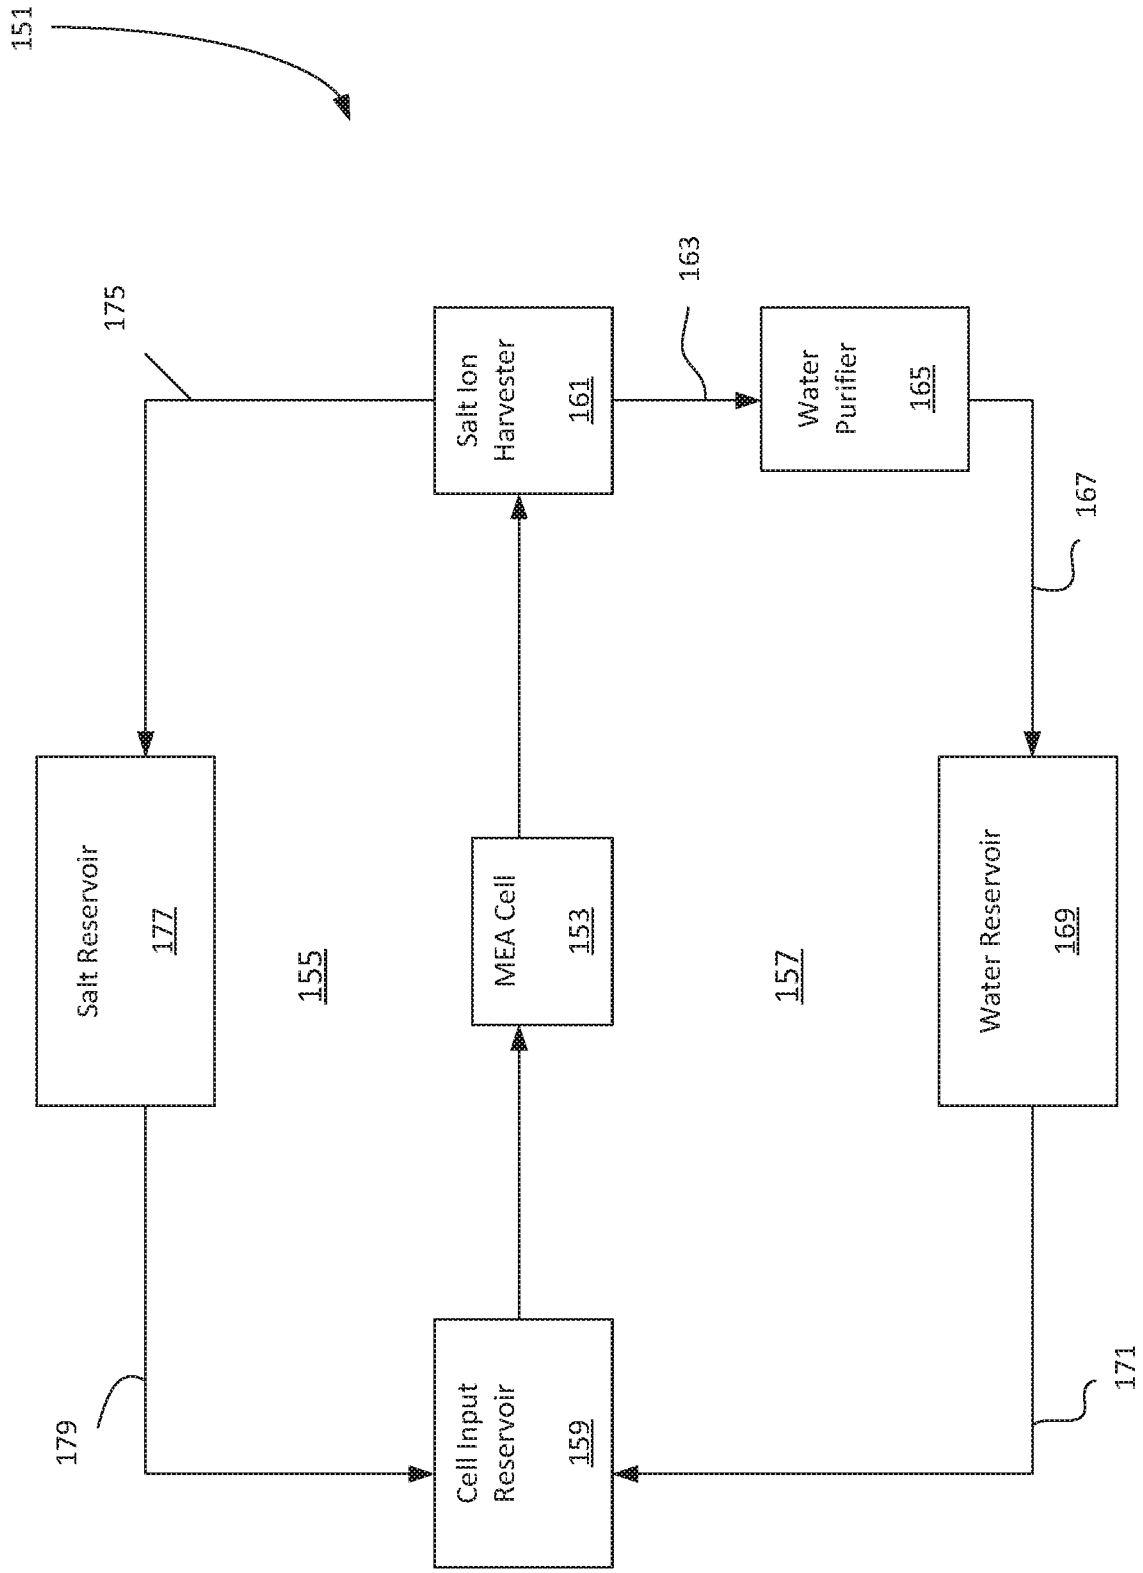 151
175
Salt Reservoir
177
155
179
Cell Input
Reservoir
159
MEA Cell
153
Salt Ion
Harvester
161
163
Water
Purifier
165
157
167
Water Reservoir
169
171